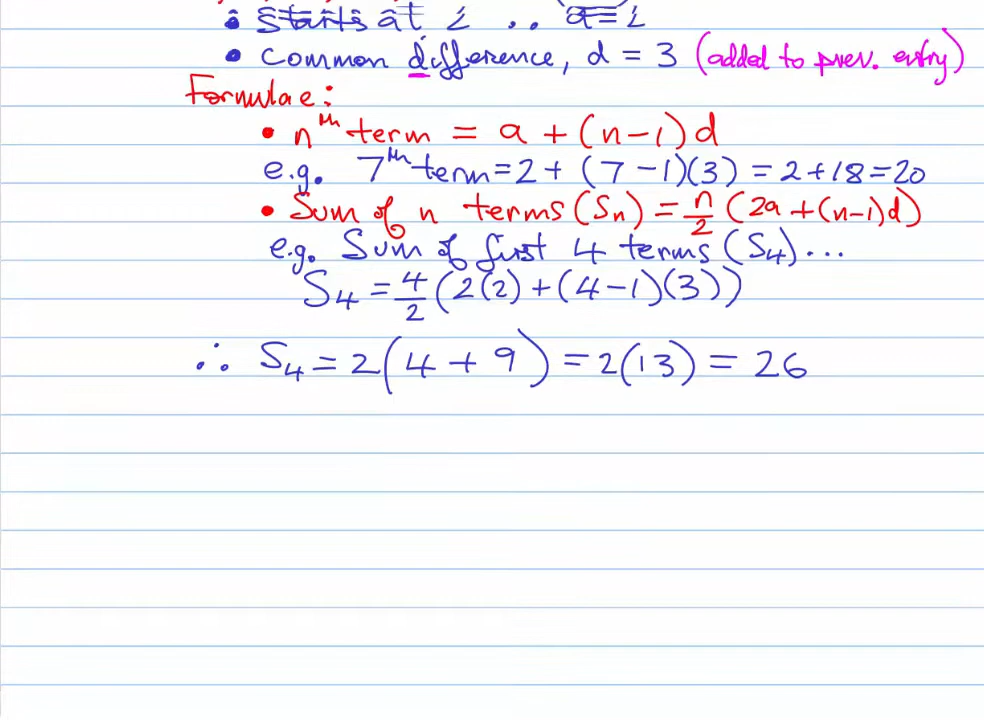 • starts at 2 .. a=2
• Common difference, d = 3 (added to prev. entry)
Formulae:
• nᵗʰ term = a + (n-1)d
e.g. 7ᵗʰ term = 2 + (7-1)(3) = 2+18=20
• Sum of n terms (Sₙ) = n/2 (2a + (n-1)d)
e.g. Sum of first 4 terms (S₄)...
S₄ = 4/2 (2(2) + (4-1)(3))
∴ S₄ = 2(4+9) = 2(13) = 26